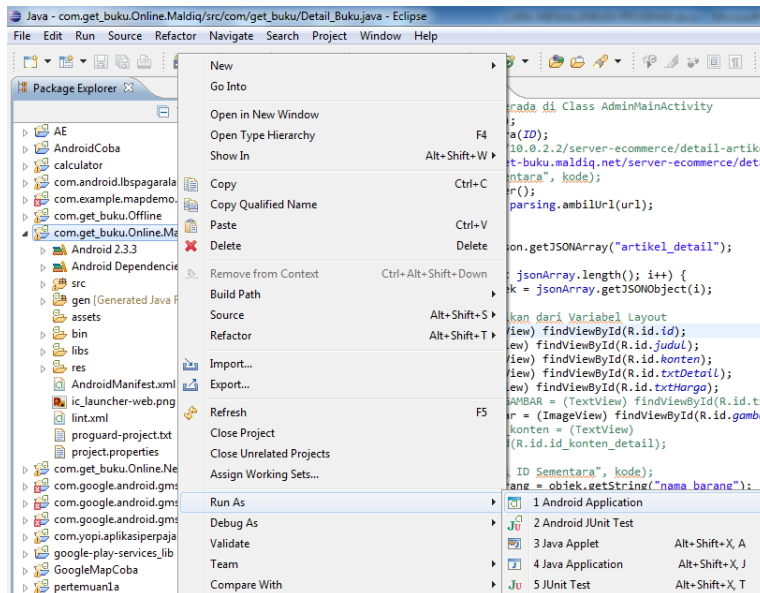 Java - com.get_buku.Online.Maldiq/src/com/get_buku/Detail_Buku.java - Eclipse
File Edit Run Source Refactor Navigate Search Project Window Help
Package Explorer
AE
AndroidCoba
calculator
com.android.lbspagarala
com.example.mapdemo.
com.get_buku.Offline
com.get_buku.Online.Ma
Android 2.3.3
Android Dependencie
src
gen [Generated Java F
assets
bin
libs
res
AndroidManifest.xml
ic_launcher-web.png
lint.xml
proguard-project.txt
project.properties
com.get_buku.Online.Ne
com.google.android.gms
com.google.android.gms
com.google.android.gms
com.yopi.aplikasiperpaja
google-play-services_lib
GoogleMapCoba
pertemuan1a
New
Go Into
Open in New Window
Open Type Hierarchy F4
Show In Alt+Shift+W
Copy Ctrl+C
Copy Qualified Name
Paste Ctrl+V
Delete Delete
Remove from Context Ctrl+Alt+Shift+Down
Build Path
Source Alt+Shift+S
Refactor Alt+Shift+T
Import...
Export...
Refresh F5
Close Project
Close Unrelated Projects
Assign Working Sets...
Run As
Debug As
Validate
Team
Compare With
1 Android Application
2 Android JUnit Test
3 Java Applet Alt+Shift+X, A
4 Java Application Alt+Shift+X, J
5 JUnit Test Alt+Shift+X, T
erada di Class AdminMainActivity
);
ra(ID);
/10.0.2.2/server-ecommerce/detail-artike
et-buku.maldiq.net/server-ecommerce/deta
entara", kode);
er();
parsing.ambilUrl(url);
son.getJSONArray("artikel_detail");
jsonArray.length(); i++) {
ek = jsonArray.getJSONObject(i);
lkan dari Variabel Layout
View) findViewById(R.id.id);
iew) findViewById(R.id.judul);
View) findViewById(R.id.konten);
View) findViewById(R.id.txtDetail);
iew) findViewById(R.id.txtHarga);
GAMBAR = (TextView) findViewById(R.id.tx
ar = (ImageView) findViewById(R.id.gamba
konten = (TextView)
d(R.id.id_konten_detail);
ID Sementara", kode);
rang = objek.getString("nama_barang");